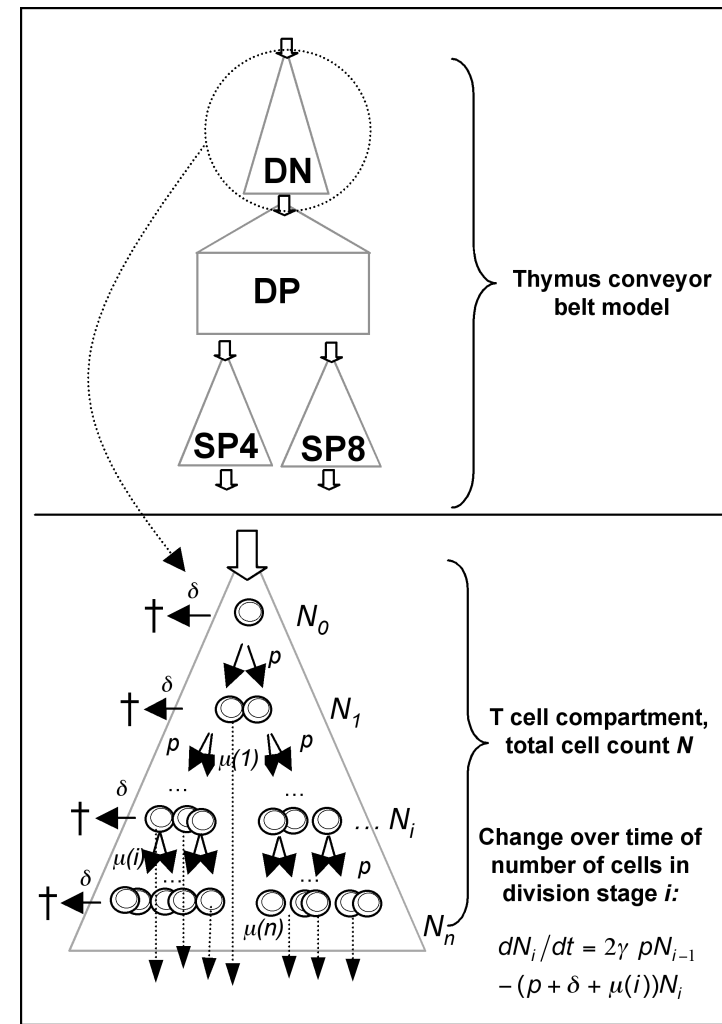 DN
DP
SP4 SP8
Thymus conveyor
belt model
δ
† N0
p
δ
† N1
p μ(1) p
... ...
δ
† ... Ni
μ(i) ... ... p
δ
† μ(n) Nn
T cell compartment,
total cell count N
Change over time of
number of cells in
division stage i:
dNi/dt = 2γ pNi−1
−(p + δ + μ(i))Ni